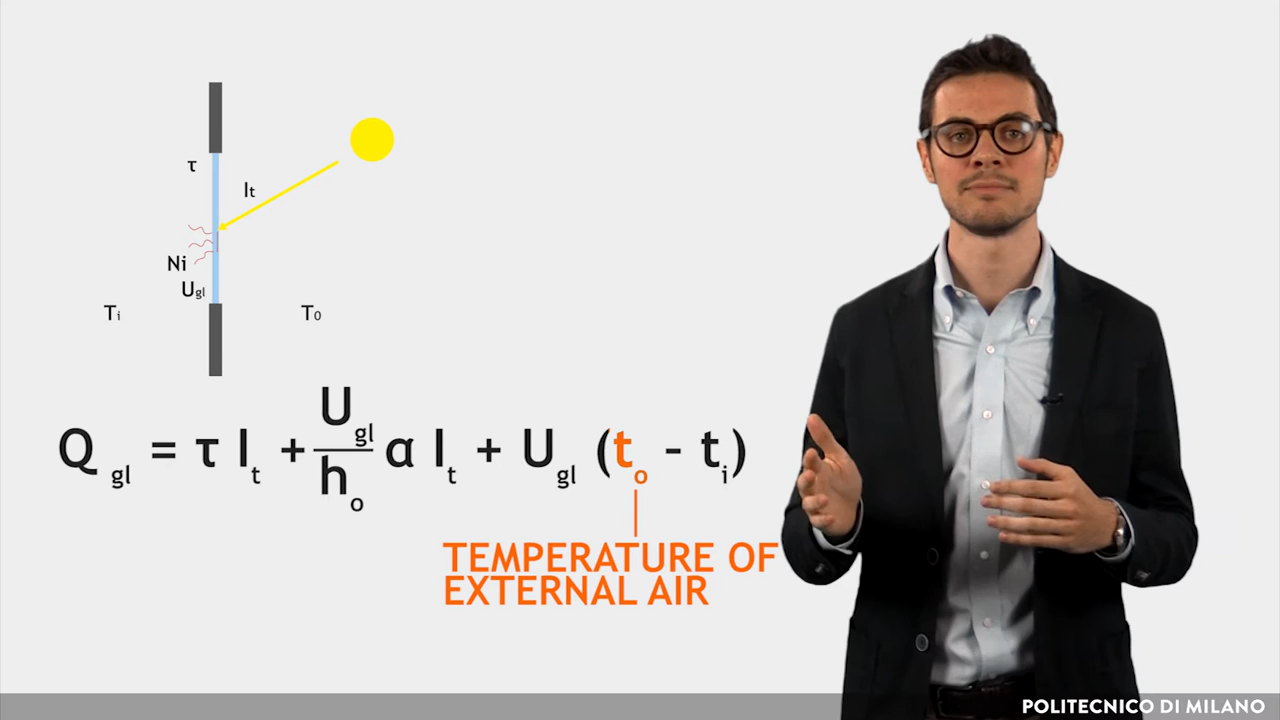 τ
It
Ni
Ugl
Ti
T0
Qgl = τ It + Ugl/ho α It + Ugl (to - ti)
TEMPERATURE OF
EXTERNAL AIR
POLITECNICO DI MILANO